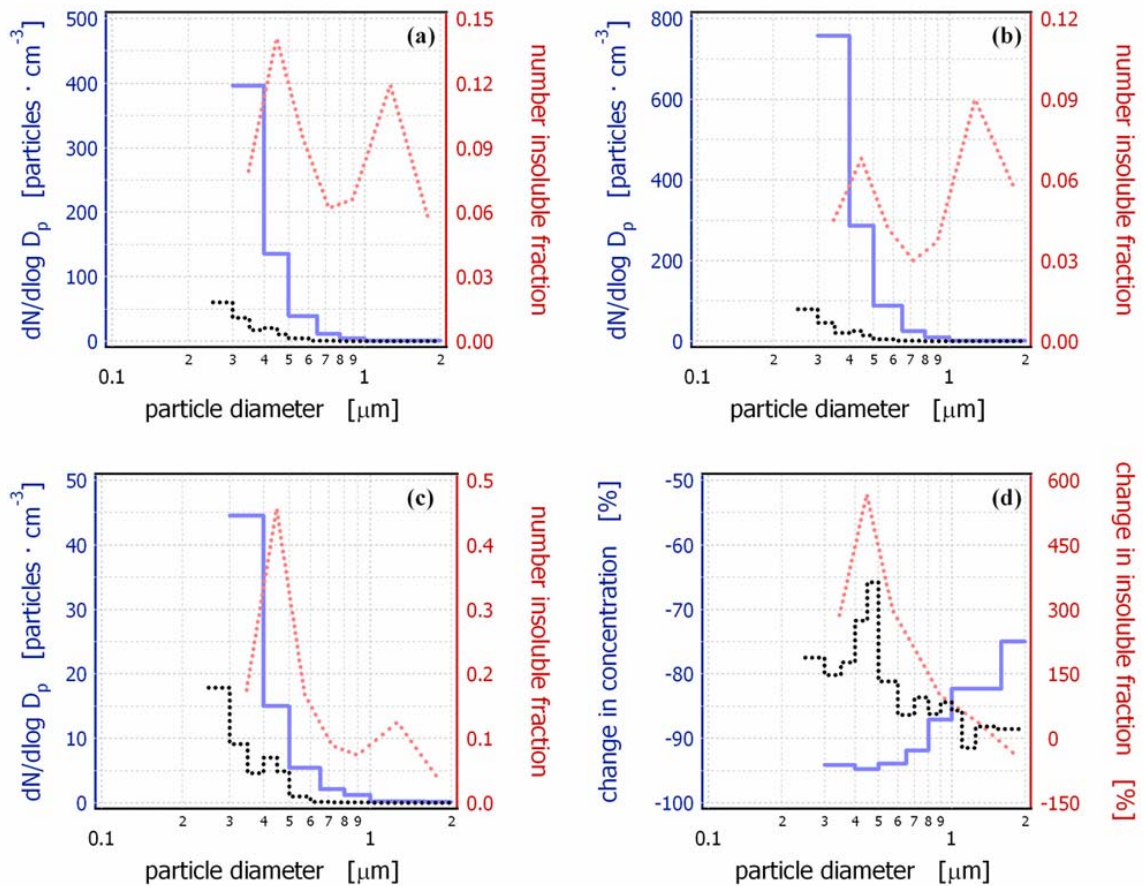 (a)
dN/dlog Dp [particles · cm-3]
500
400
300
200
100
0
number insoluble fraction
0.15
0.12
0.09
0.06
0.03
0.00
2 3 4 5 6 7 8 9 2
0.1 1
particle diameter [μm]
(b)
dN/dlog Dp [particles · cm-3]
800
600
400
200
0
number insoluble fraction
0.12
0.09
0.06
0.03
0.00
2 3 4 5 6 7 8 9 2
0.1 1
particle diameter [μm]
(c)
dN/dlog Dp [particles · cm-3]
50
40
30
20
10
0
number insoluble fraction
0.5
0.4
0.3
0.2
0.1
0.0
2 3 4 5 6 7 8 9 2
0.1 1
particle diameter [μm]
(d)
change in concentration [%]
-50
-60
-70
-80
-90
-100
change in insoluble fraction [%]
600
450
300
150
0
-150
2 3 4 5 6 7 8 9 2
0.1 1
particle diameter [μm]